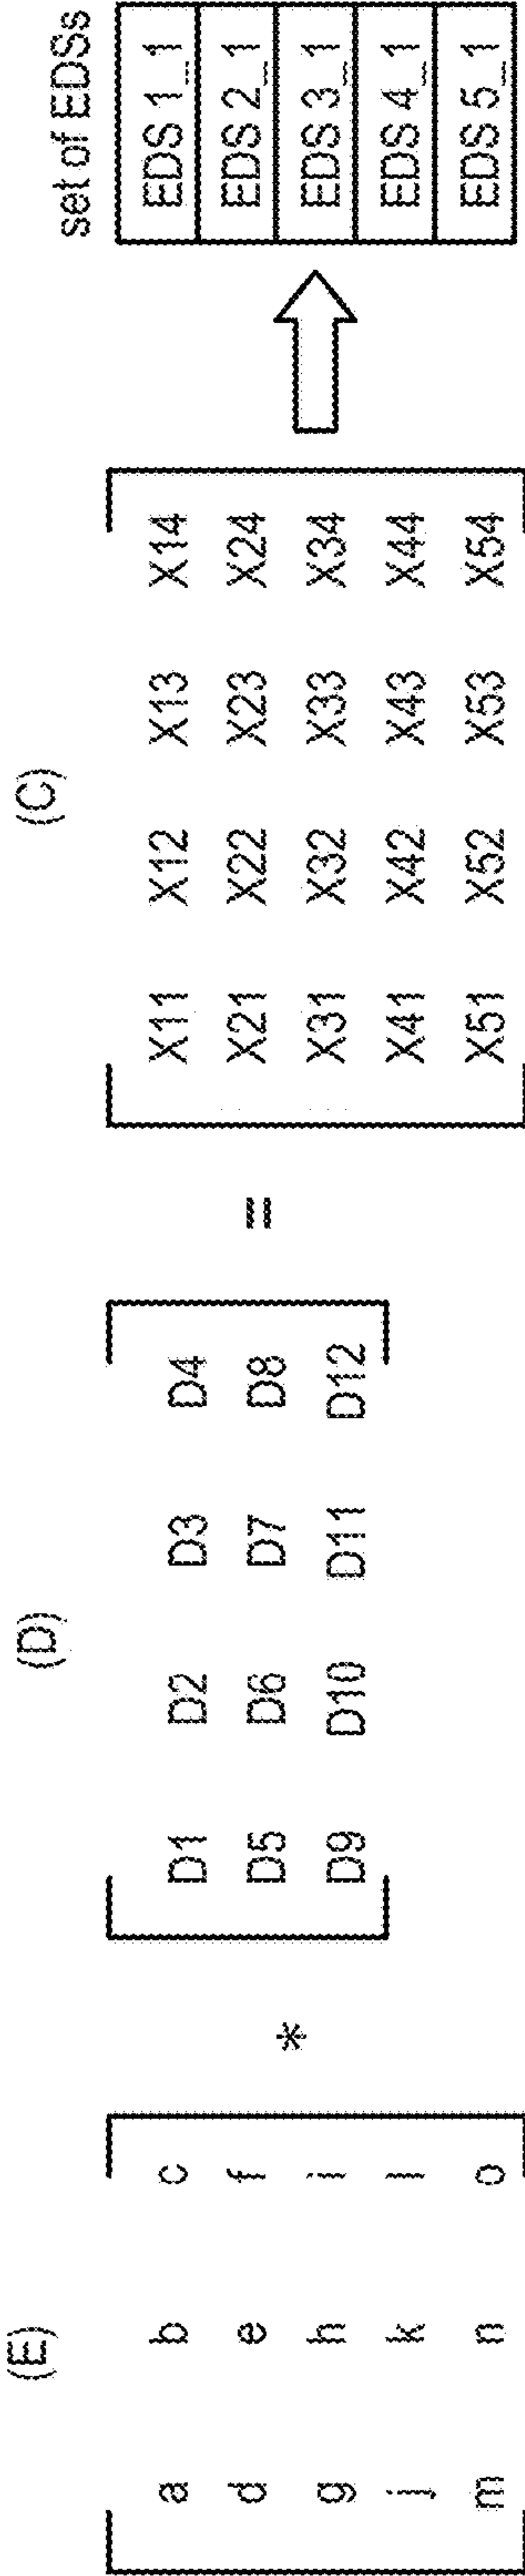 (E) (D) (C) set of EDSs
a b c D1 D2 D3 D4 X11 X12 X13 X14 EDS 1_1
d e f * D5 D6 D7 D8 = X21 X22 X23 X24 EDS 2_1
g h i D9 D10 D11 D12 X31 X32 X33 X34 EDS 3_1
j k l X41 X42 X43 X44 EDS 4_1
m n o X51 X52 X53 X54 EDS 5_1